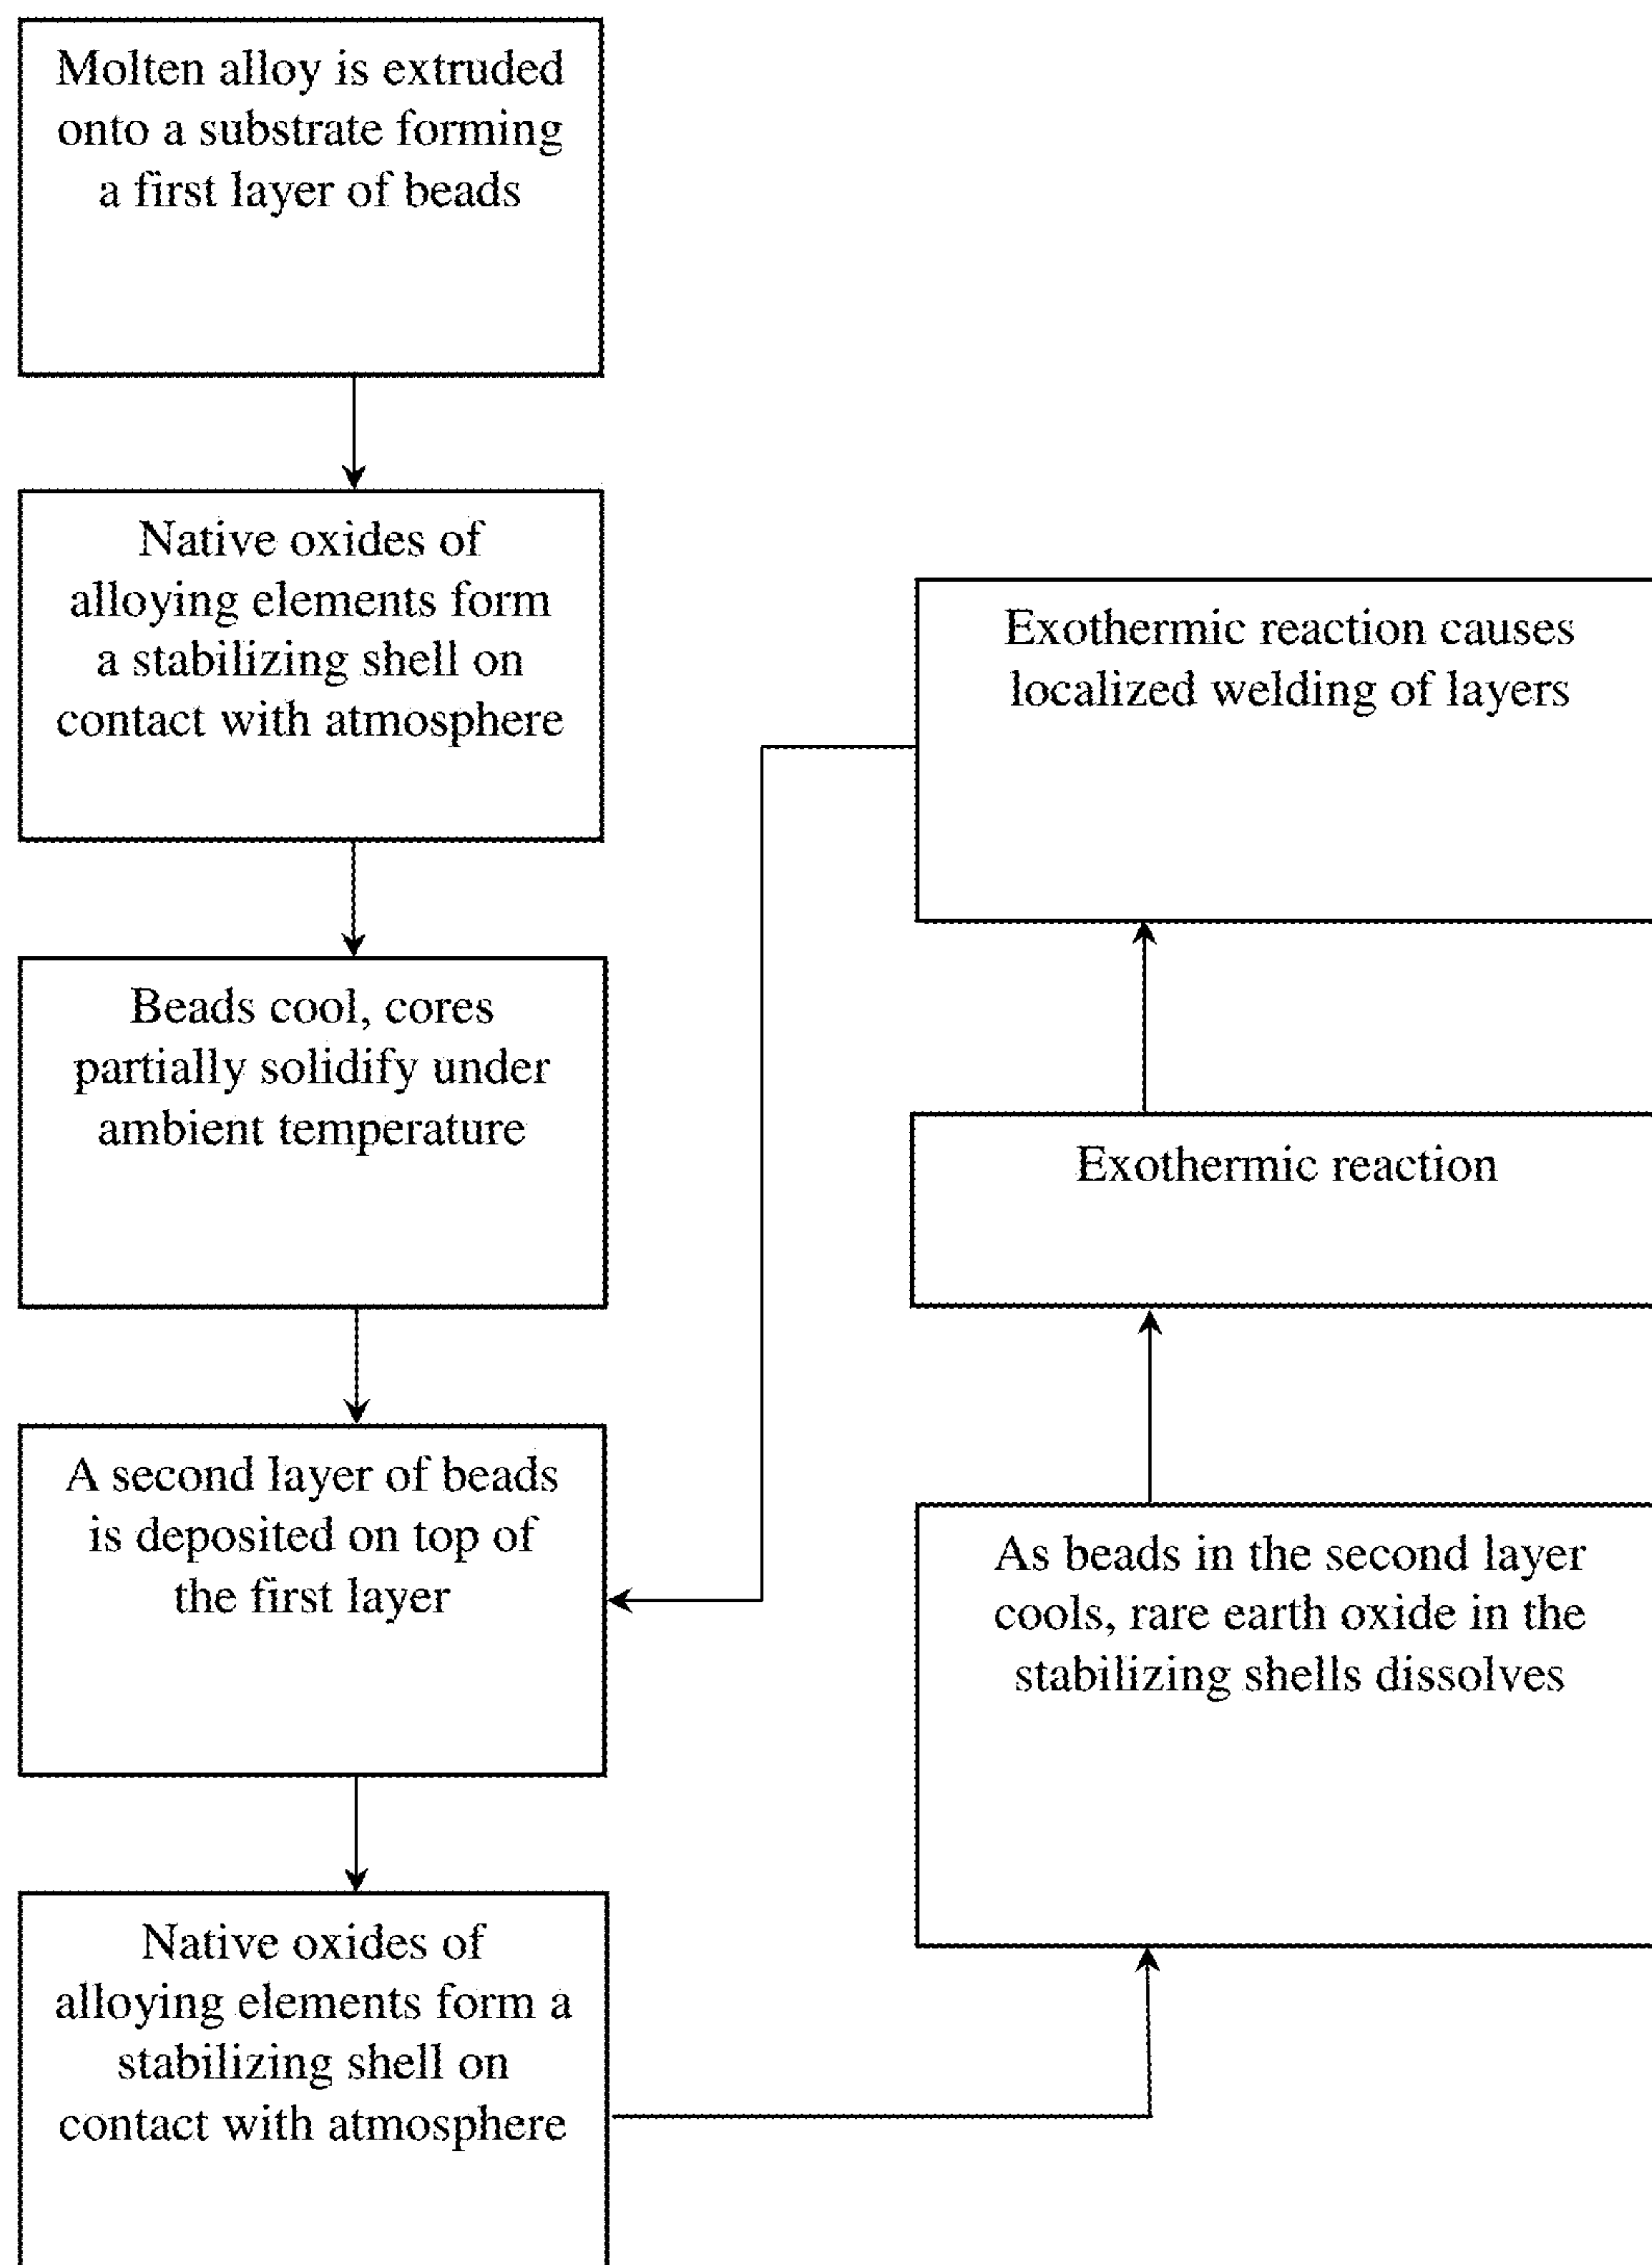 Molten alloy is extruded
onto a substrate forming
a first layer of beads
Native oxides of
alloying elements form
a stabilizing shell on
contact with atmosphere
Beads cool, cores
partially solidify under
ambient temperature
A second layer of beads
is deposited on top of
the first layer
Native oxides of
alloying elements form a
stabilizing shell on
contact with atmosphere
As beads in the second layer
cools, rare earth oxide in the
stabilizing shells dissolves
Exothermic reaction
Exothermic reaction causes
localized welding of layers